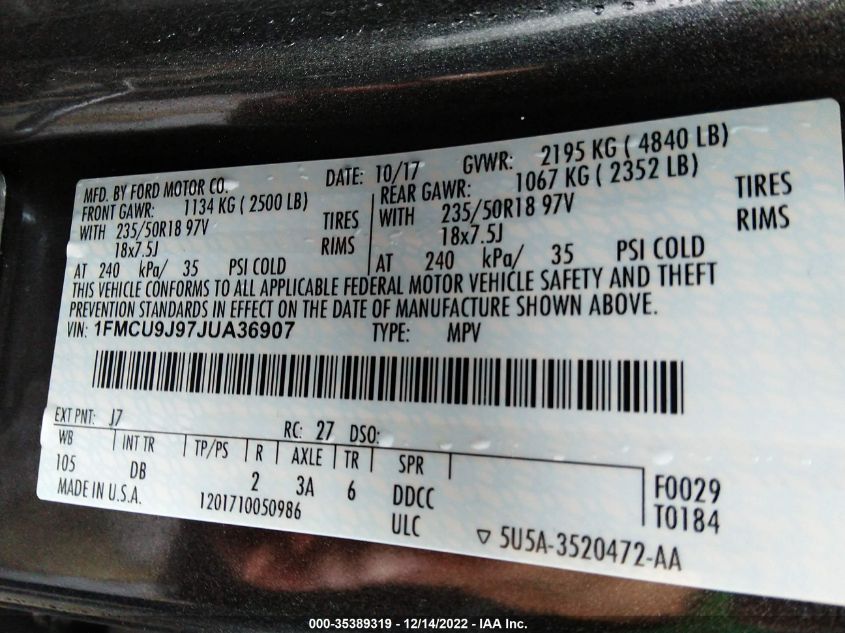 MFD. BY FORD MOTOR CO. DATE: 10/17 GVWR: 2195 KG ( 4840 LB)
FRONT GAWR: 1134 KG ( 2500 LB) REAR GAWR: 1067 KG ( 2352 LB)
WITH 235/50R18 97V TIRES WITH 235/50R18 97V TIRES
18x7.5J RIMS 18x7.5J RIMS
AT 240 kPa/ 35 PSI COLD AT 240 kPa/ 35 PSI COLD
THIS VEHICLE CONFORMS TO ALL APPLICABLE FEDERAL MOTOR VEHICLE SAFETY AND THEFT
PREVENTION STANDARDS IN EFFECT ON THE DATE OF MANUFACTURE SHOWN ABOVE.
VIN: 1FMCU9J97JUA36907 TYPE: MPV
EXT PNT: J7 RC: 27 DSO:
WB INT TR TP/PS R AXLE TR SPR
105 DB 2 3A 6 DDCC F0029
MADE IN U.S.A. 1201710050986 ULC T0184
▽ 5U5A-3520472-AA
000-35389319 - 12/14/2022 - IAA Inc.